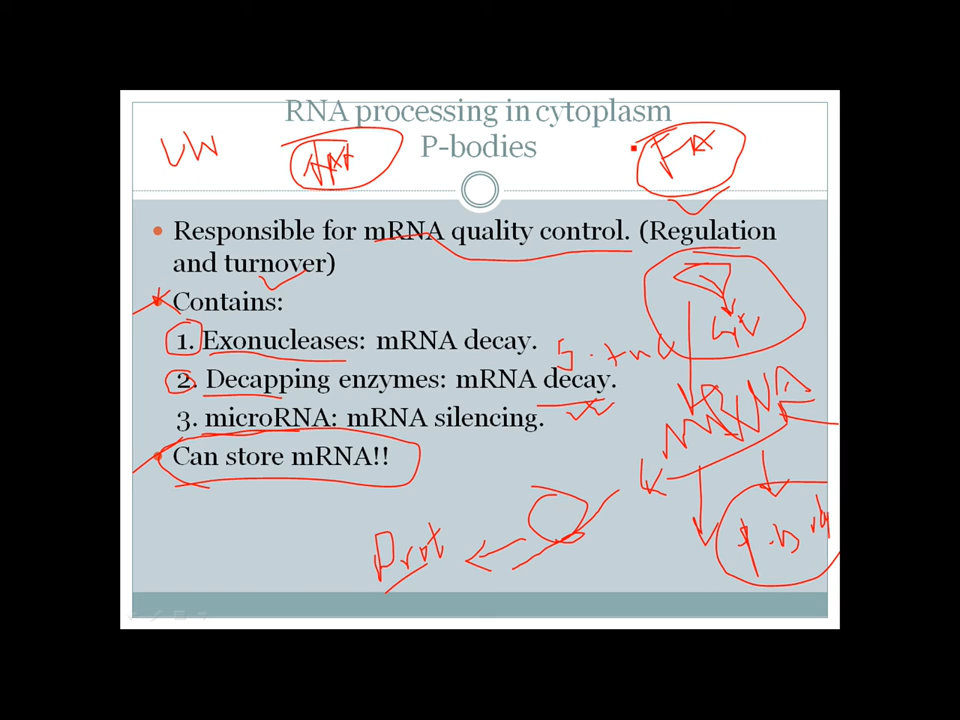 RNA processing in cytoplasm
P-bodies
UW
• Responsible for mRNA quality control. (Regulation
and turnover)
• Contains:
1. Exonucleases: mRNA decay.
2. Decapping enzymes: mRNA decay.
3. microRNA: mRNA silencing.
• Can store mRNA!!
mRNA
Prot